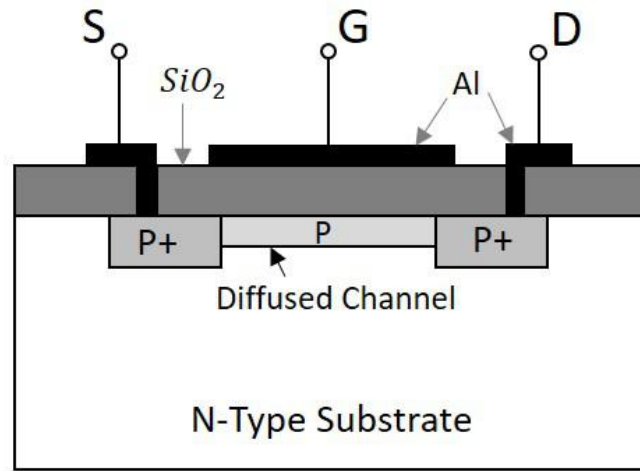 S G D
SiO₂ Al
P+ P P+
Diffused Channel
N-Type Substrate